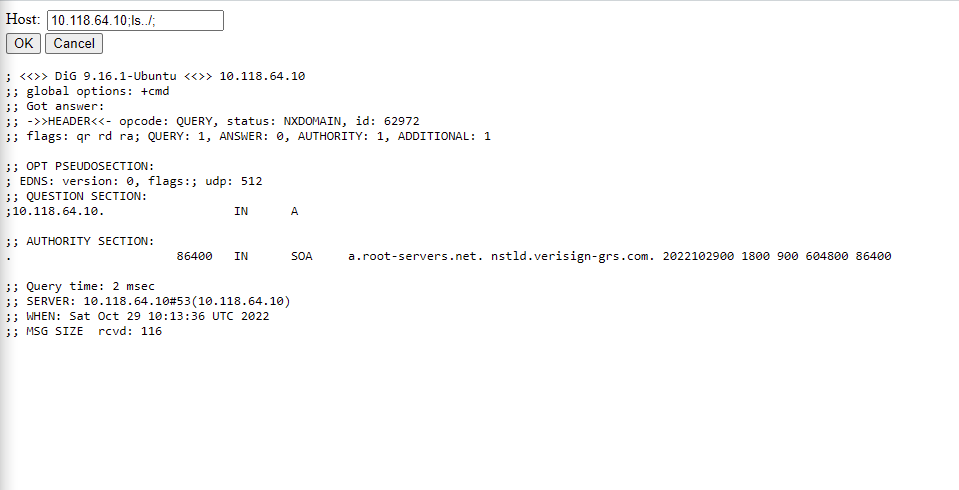 Host: 10.118.64.10;ls../;
OK Cancel
; <<>> DiG 9.16.1-Ubuntu <<>> 10.118.64.10
;; global options: +cmd
;; Got answer:
;; ->>HEADER<<- opcode: QUERY, status: NXDOMAIN, id: 62972
;; flags: qr rd ra; QUERY: 1, ANSWER: 0, AUTHORITY: 1, ADDITIONAL: 1
;; OPT PSEUDOSECTION:
; EDNS: version: 0, flags:; udp: 512
;; QUESTION SECTION:
;10.118.64.10. IN A
;; AUTHORITY SECTION:
. 86400 IN SOA a.root-servers.net. nstld.verisign-grs.com. 2022102900 1800 900 604800 86400
;; Query time: 2 msec
;; SERVER: 10.118.64.10#53(10.118.64.10)
;; WHEN: Sat Oct 29 10:13:36 UTC 2022
;; MSG SIZE rcvd: 116